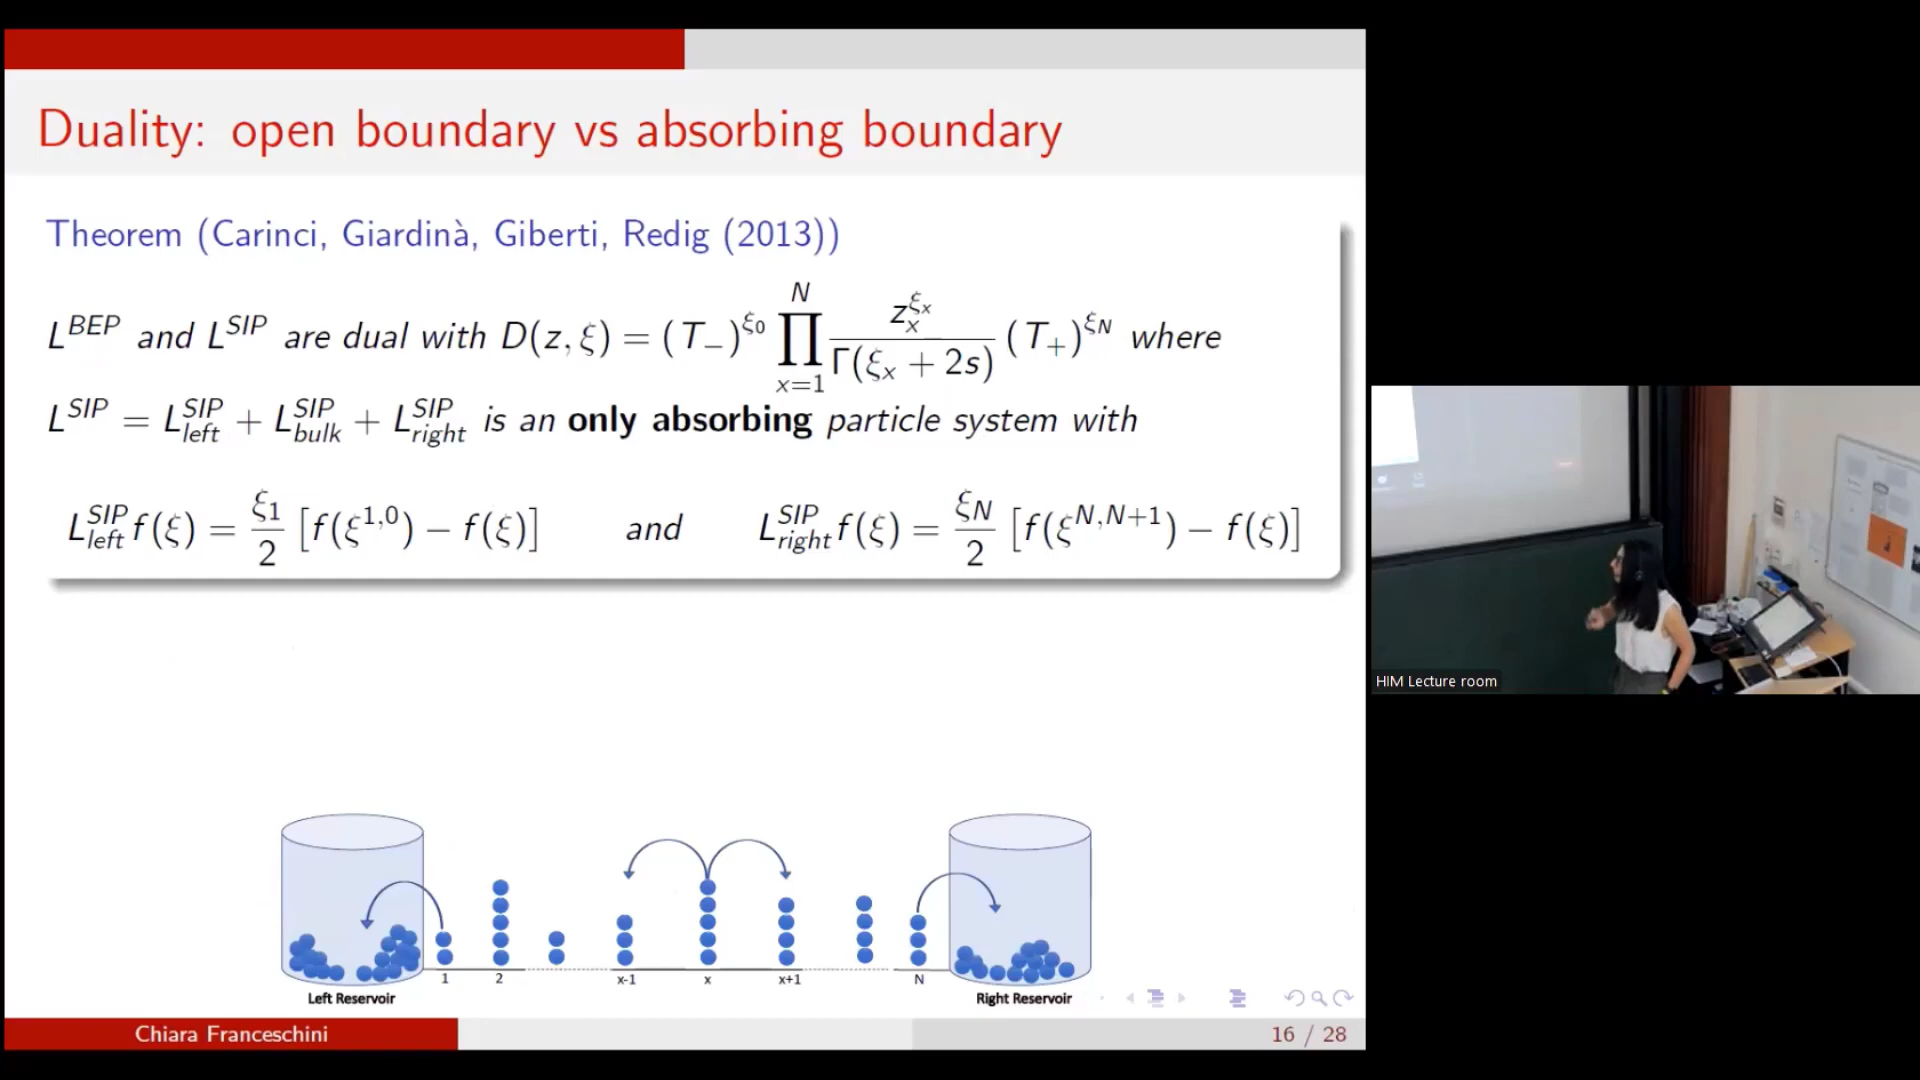 Duality: open boundary vs absorbing boundary
Theorem (Carinci, Giardinà, Giberti, Redig (2013))
L^{BEP} and L^{SIP} are dual with D(z, ξ) = (T_−)^{ξ_0} ∏_{x=1}^{N} \frac{z_x^{ξ_x}}{Γ(ξ_x + 2s)} (T_+)^{ξ_N} where
L^{SIP} = L^{SIP}_{left} + L^{SIP}_{bulk} + L^{SIP}_{right} is an only absorbing particle system with
L^{SIP}_{left} f(ξ) = \frac{ξ_1}{2} [f(ξ^{1,0}) − f(ξ)] and L^{SIP}_{right} f(ξ) = \frac{ξ_N}{2} [f(ξ^{N,N+1}) − f(ξ)]
HIM Lecture room
1 2 x-1 x x+1 N
Left Reservoir Right Reservoir
Chiara Franceschini 16 / 28